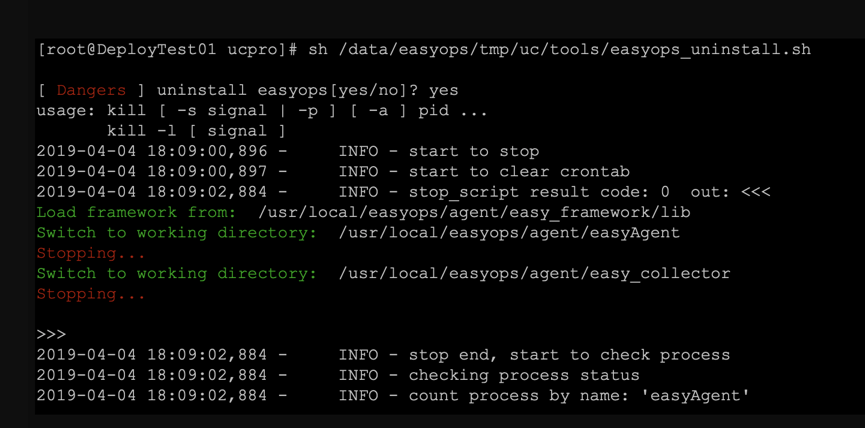 [root@DeployTest01 ucpro]# sh /data/easyops/tmp/uc/tools/easyops_uninstall.sh
[ Dangers ] uninstall easyops[yes/no]? yes
usage: kill [ -s signal | -p ] [ -a ] pid ...
       kill -l [ signal ]
2019-04-04 18:09:00,896 -     INFO - start to stop
2019-04-04 18:09:00,897 -     INFO - start to clear crontab
2019-04-04 18:09:02,884 -     INFO - stop_script result code: 0  out: <<<
Load framework from:  /usr/local/easyops/agent/easy_framework/lib
Switch to working directory:  /usr/local/easyops/agent/easyAgent
Stopping...
Switch to working directory:  /usr/local/easyops/agent/easy_collector
Stopping...
>>>
2019-04-04 18:09:02,884 -     INFO - stop end, start to check process
2019-04-04 18:09:02,884 -     INFO - checking process status
2019-04-04 18:09:02,884 -     INFO - count process by name: 'easyAgent'